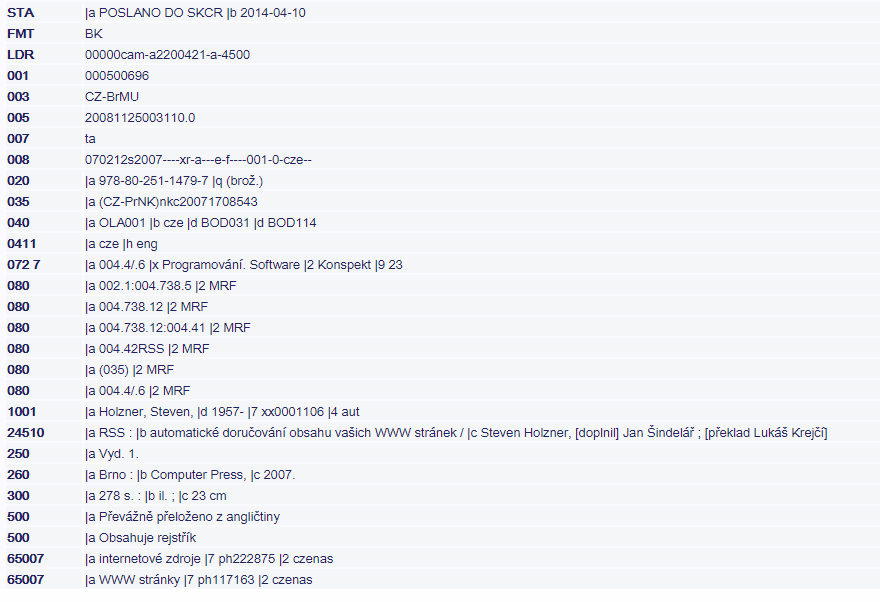 STA |a POSLANO DO SKCR |b 2014-04-10
FMT BK
LDR 00000cam-a2200421-a-4500
001 000500696
003 CZ-BrMU
005 20081125003110.0
007 ta
008 070212s2007----xr-a---e-f----001-0-cze--
020 |a 978-80-251-1479-7 |q (brož.)
035 |a (CZ-PrNK)nkc20071708543
040 |a OLA001 |b cze |d BOD031 |d BOD114
0411 |a cze |h eng
072 7 |a 004.4/.6 |x Programování. Software |2 Konspekt |9 23
080 |a 002.1:004.738.5 |2 MRF
080 |a 004.738.12 |2 MRF
080 |a 004.738.12:004.41 |2 MRF
080 |a 004.42RSS |2 MRF
080 |a (035) |2 MRF
080 |a 004.4/.6 |2 MRF
1001 |a Holzner, Steven, |d 1957- |7 xx0001106 |4 aut
24510 |a RSS : |b automatické doručování obsahu vašich WWW stránek / |c Steven Holzner, [doplnil] Jan Šindelář ; [překlad Lukáš Krejčí]
250 |a Vyd. 1.
260 |a Brno : |b Computer Press, |c 2007.
300 |a 278 s. : |b il. ; |c 23 cm
500 |a Převážně přeloženo z angličtiny
500 |a Obsahuje rejstřík
65007 |a internetové zdroje |7 ph222875 |2 czenas
65007 |a WWW stránky |7 ph117163 |2 czenas